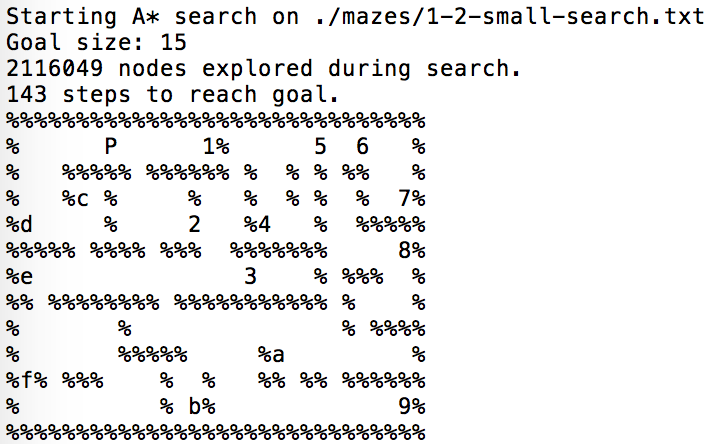 Starting A* search on ./mazes/1-2-small-search.txt
Goal size: 15
2116049 nodes explored during search.
143 steps to reach goal.
%%%%%%%%%%%%%%%%%%%%%%%%%%%%%%
%      P      1%      5  6   %
%   %%%%% %%%%%% %  % % %%   %
%   %c %     %   %  % %  %  7%
%d     %     2   %4   %  %%%%%
%%%%% %%%% %%%  %%%%%%%     8%
%e               3    % %%%  %
%% %%%%%%%% %%%%%%%%%%% %    %
%       %               % %%%%
%       %%%%%     %a         %
%f% %%%    %  %   %% %% %%%%%%
%          % b%             9%
%%%%%%%%%%%%%%%%%%%%%%%%%%%%%%